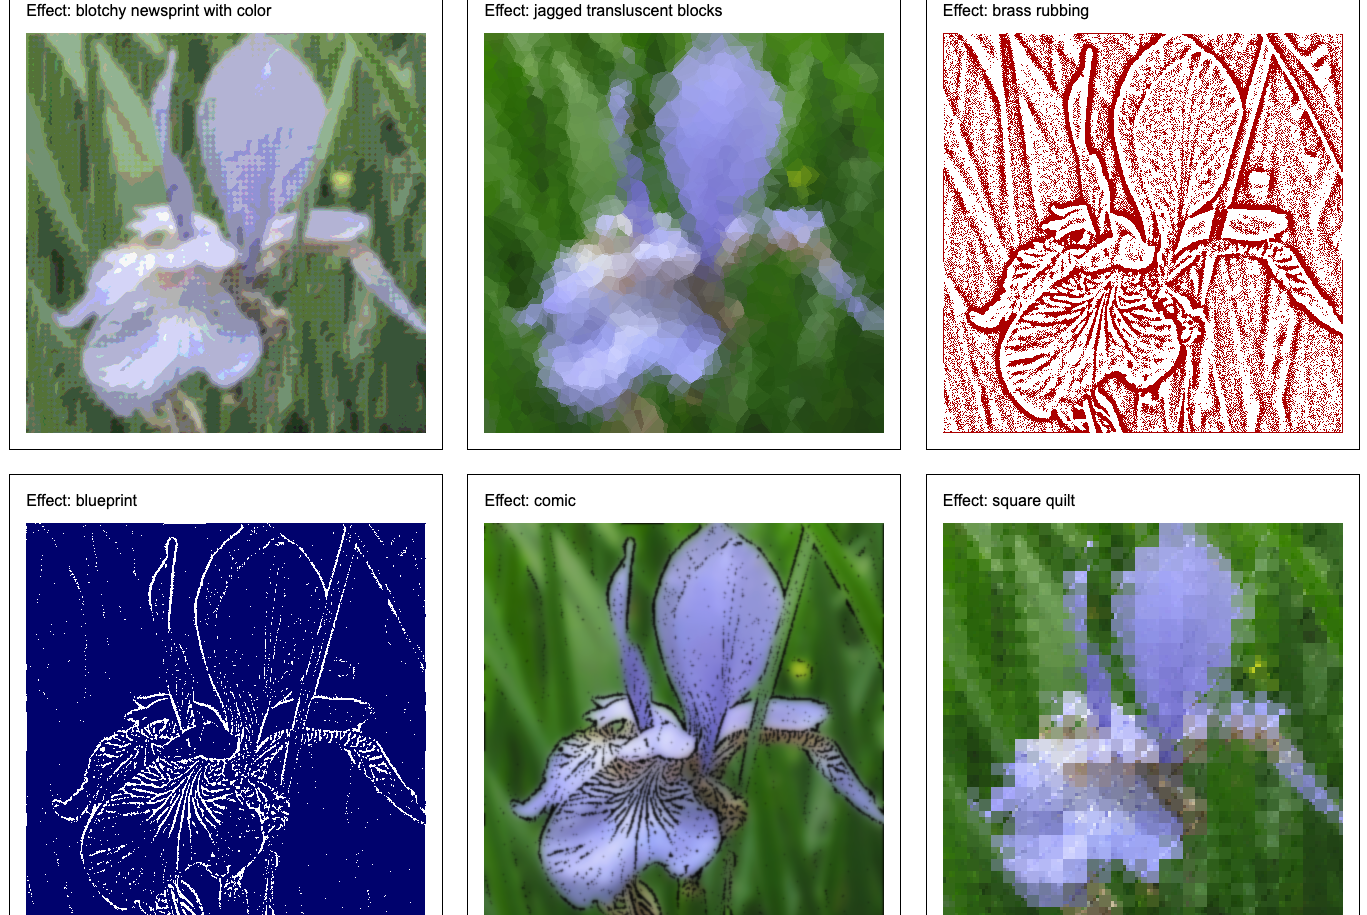 Effect: blotchy newsprint with color
Effect: jagged transluscent blocks
Effect: brass rubbing
Effect: blueprint
Effect: comic
Effect: square quilt